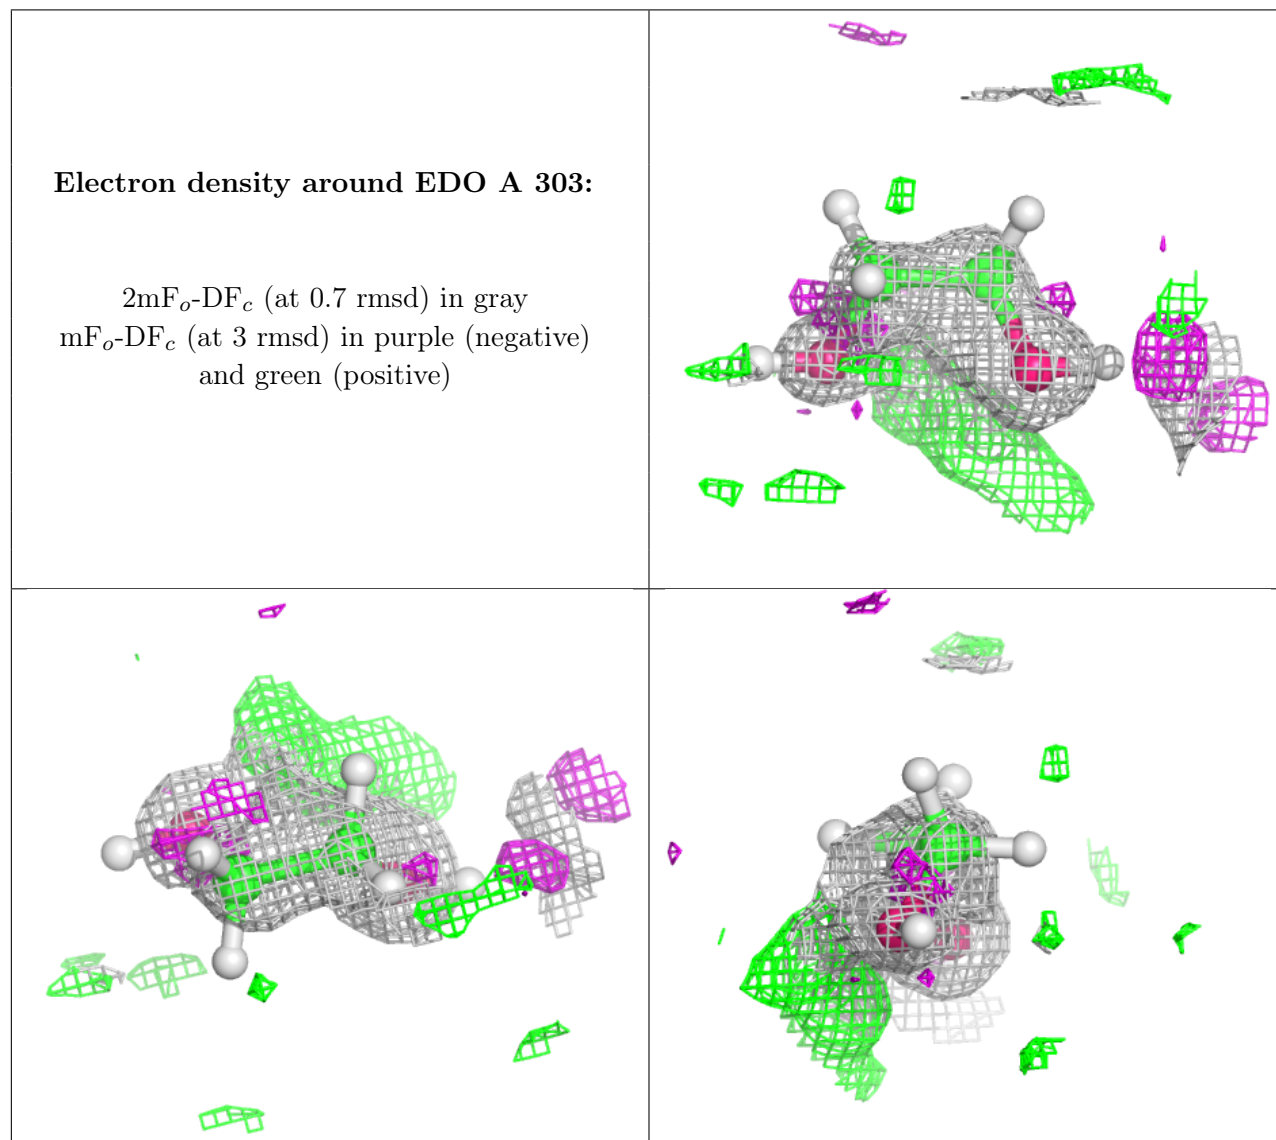 Electron density around EDO A 303:
2mFo-DFc (at 0.7 rmsd) in gray
mFo-DFc (at 3 rmsd) in purple (negative)
and green (positive)